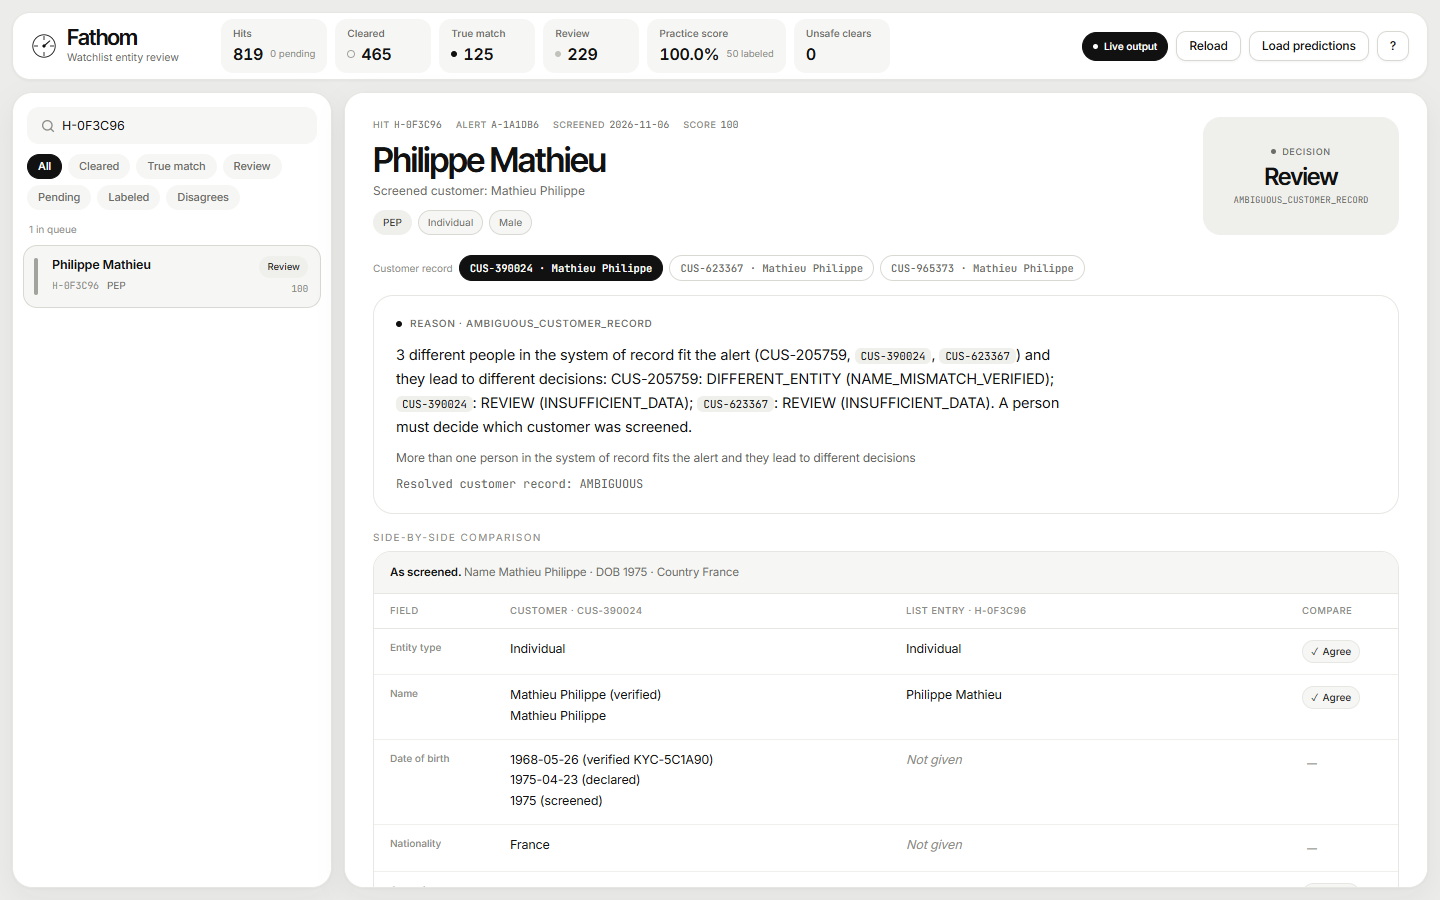 Fathom
Watchlist entity review
Hits
819 0 pending
Cleared
465
True match
125
Review
229
Practice score
100.0% 50 labeled
Unsafe clears
0
Live output
Reload
Load predictions
?
H-0F3C96
All
Cleared
True match
Review
Pending
Labeled
Disagrees
1 in queue
Philippe Mathieu
Review
H-0F3C96 PEP
100
HIT H-0F3C96 ALERT A-1A1DB6 SCREENED 2026-11-06 SCORE 100
Philippe Mathieu
Screened customer: Mathieu Philippe
PEP
Individual
Male
DECISION
Review
AMBIGUOUS_CUSTOMER_RECORD
Customer record
CUS-390024 · Mathieu Philippe
CUS-623367 · Mathieu Philippe
CUS-965373 · Mathieu Philippe
REASON · AMBIGUOUS_CUSTOMER_RECORD
3 different people in the system of record fit the alert (CUS-205759, CUS-390024, CUS-623367) and
they lead to different decisions: CUS-205759: DIFFERENT_ENTITY (NAME_MISMATCH_VERIFIED);
CUS-390024: REVIEW (INSUFFICIENT_DATA); CUS-623367: REVIEW (INSUFFICIENT_DATA). A person
must decide which customer was screened.
More than one person in the system of record fits the alert and they lead to different decisions
Resolved customer record: AMBIGUOUS
SIDE-BY-SIDE COMPARISON
As screened. Name Mathieu Philippe · DOB 1975 · Country France
FIELD
CUSTOMER · CUS-390024
LIST ENTRY · H-0F3C96
COMPARE
Entity type
Individual
Individual
✓ Agree
Name
Mathieu Philippe (verified)
Mathieu Philippe
Philippe Mathieu
✓ Agree
Date of birth
1968-05-26 (verified KYC-5C1A90)
1975-04-23 (declared)
1975 (screened)
Not given
—
Nationality
France
Not given
—